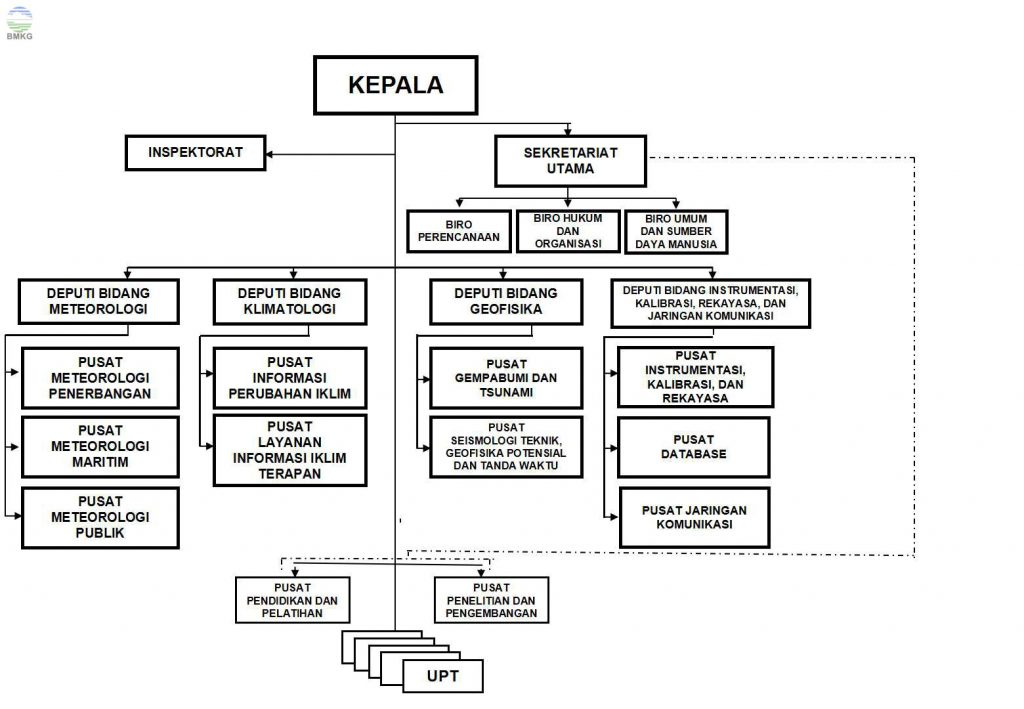 BMKG
KEPALA
INSPEKTORAT
SEKRETARIAT
UTAMA
BIRO
PERENCANAAN
BIRO HUKUM
DAN
ORGANISASI
BIRO UMUM
DAN SUMBER
DAYA MANUSIA
DEPUTI BIDANG
METEOROLOGI
DEPUTI BIDANG
KLIMATOLOGI
DEPUTI BIDANG
GEOFISIKA
DEPUTI BIDANG INSTRUMENTASI,
KALIBRASI, REKAYASA, DAN
JARINGAN KOMUNIKASI
PUSAT
METEOROLOGI
PENERBANGAN
PUSAT
INFORMASI
PERUBAHAN IKLIM
PUSAT
GEMPABUMI DAN
TSUNAMI
PUSAT
INSTRUMENTASI,
KALIBRASI, DAN
REKAYASA
PUSAT
METEOROLOGI
MARITIM
PUSAT
LAYANAN
INFORMASI IKLIM
TERAPAN
PUSAT
SEISMOLOGI TEKNIK,
GEOFISIKA POTENSIAL
DAN TANDA WAKTU
PUSAT
DATABASE
PUSAT
METEOROLOGI
PUBLIK
PUSAT JARINGAN
KOMUNIKASI
PUSAT
PENDIDIKAN DAN
PELATIHAN
PUSAT
PENELITIAN DAN
PENGEMBANGAN
UPT